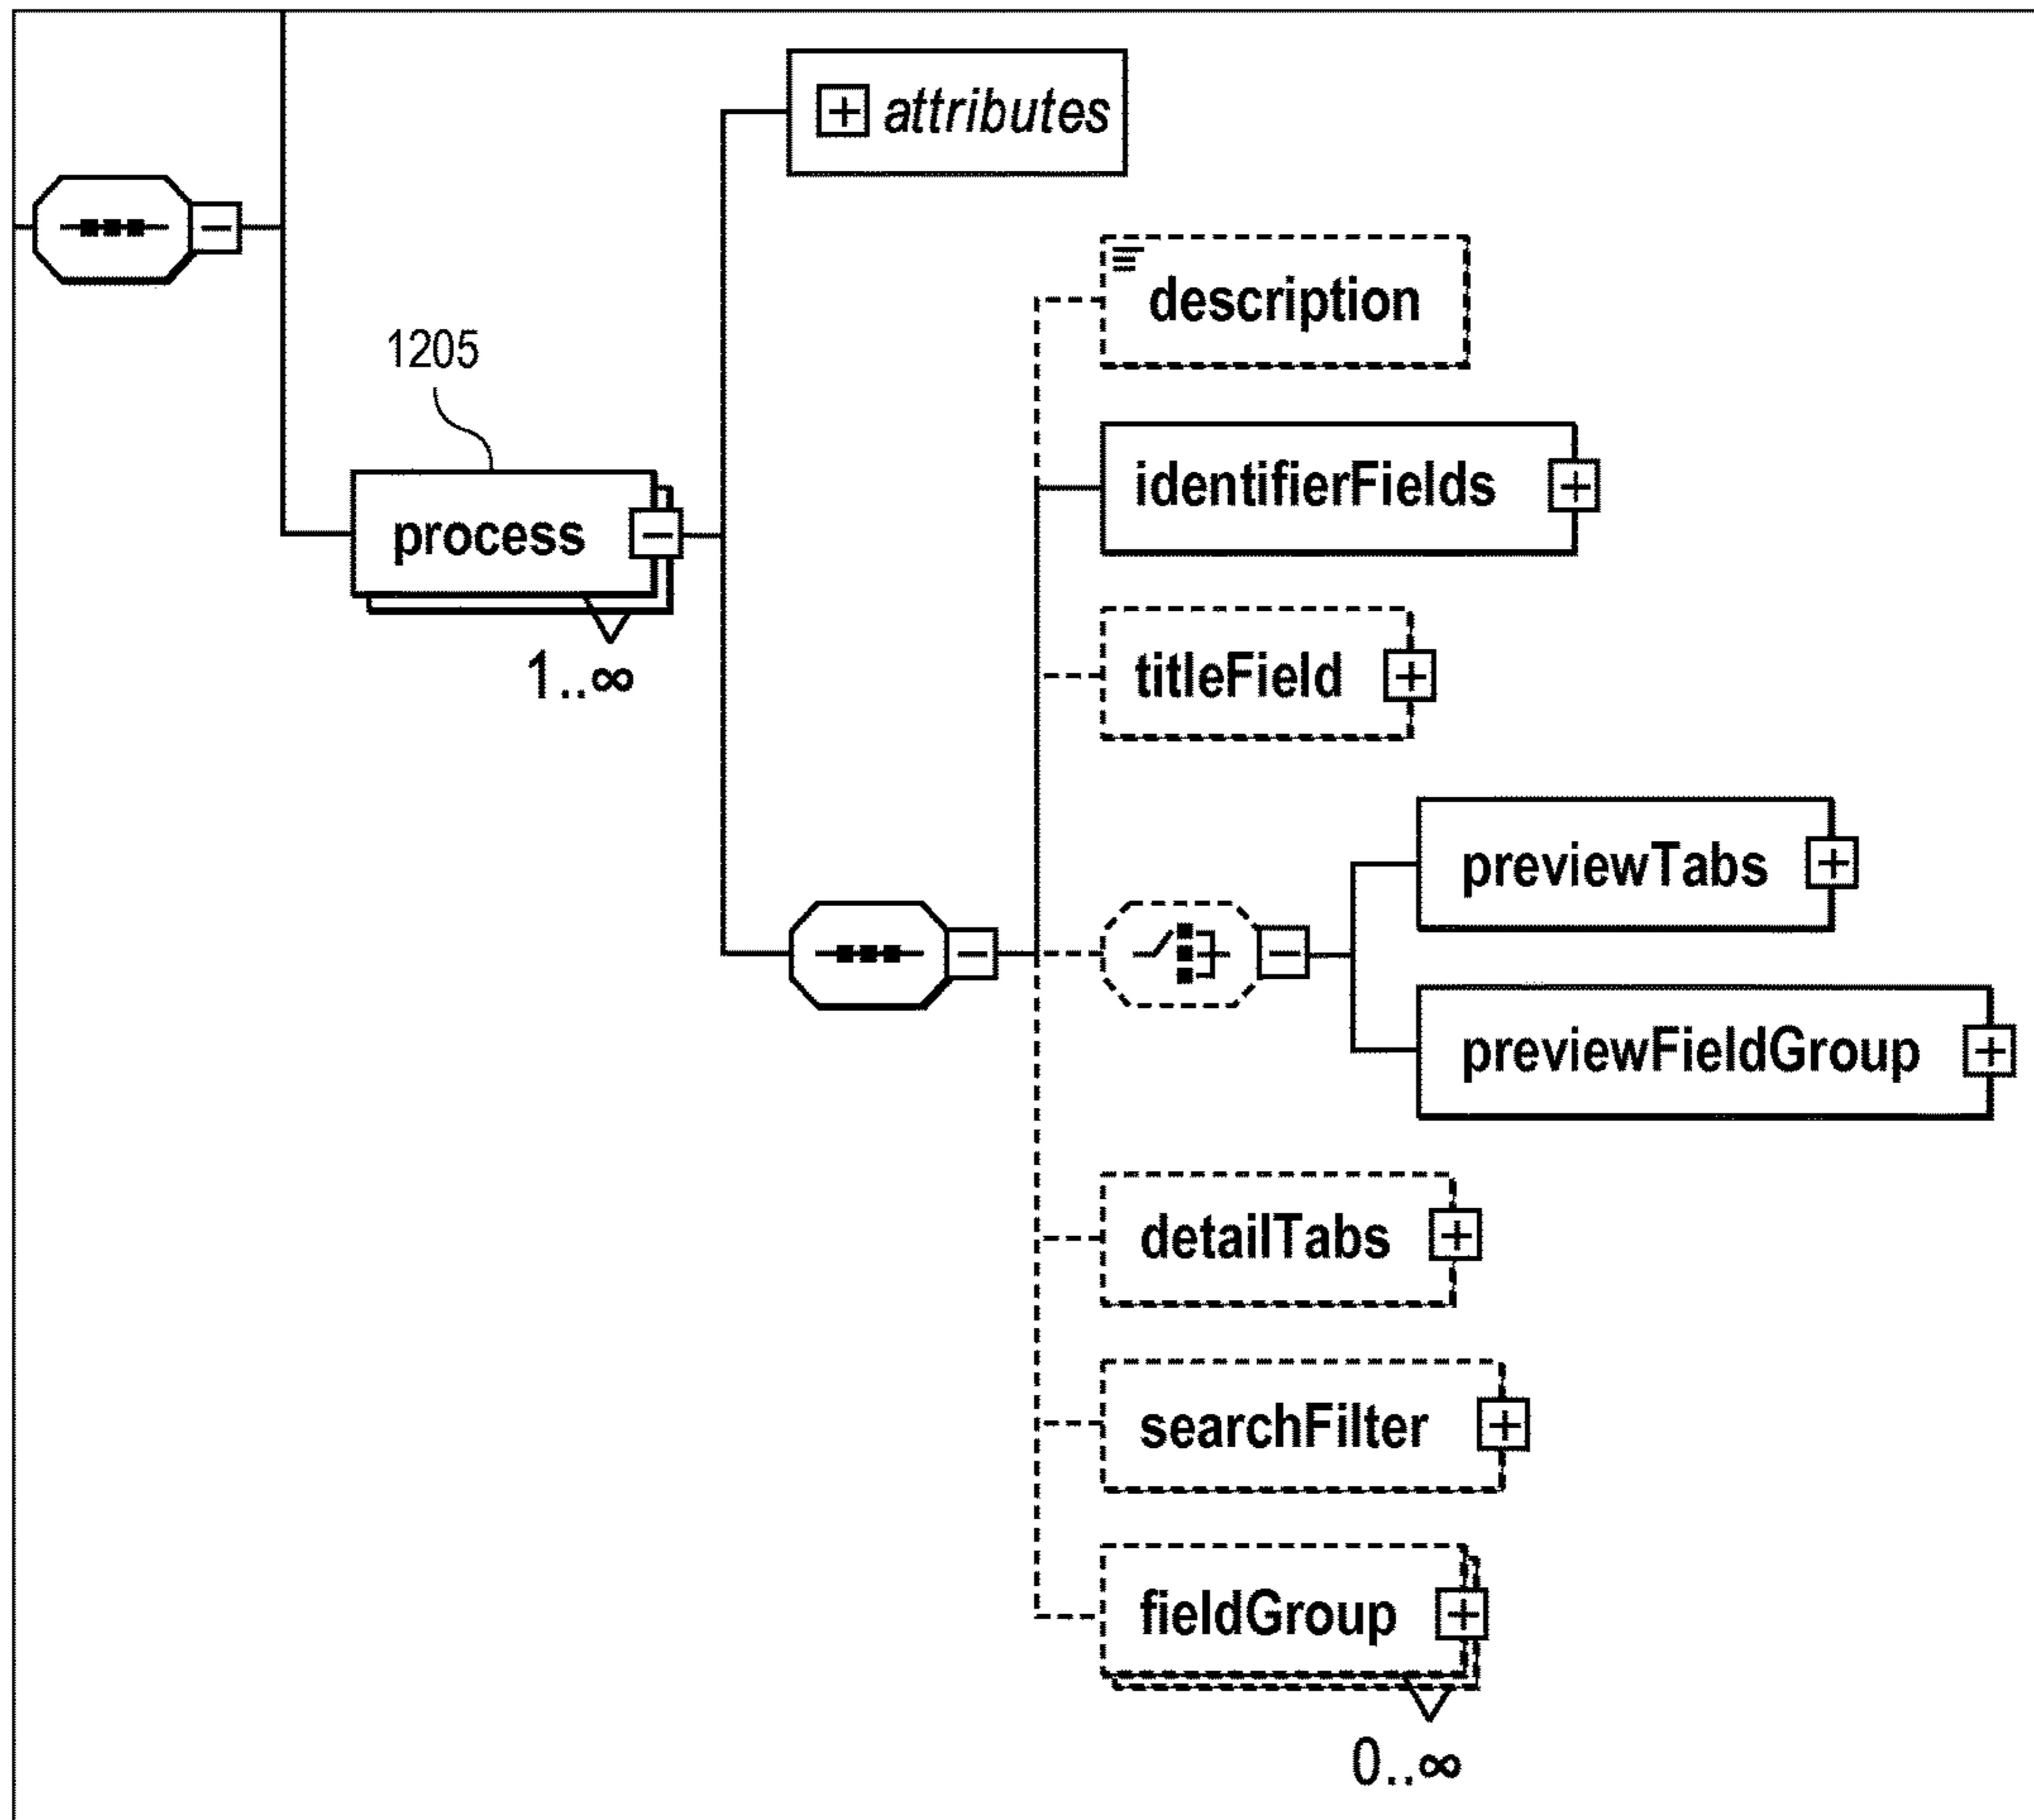 attributes
description
1205
identifierFields
process
titleField
1..∞
previewTabs
previewFieldGroup
detailTabs
searchFilter
fieldGroup
0..∞